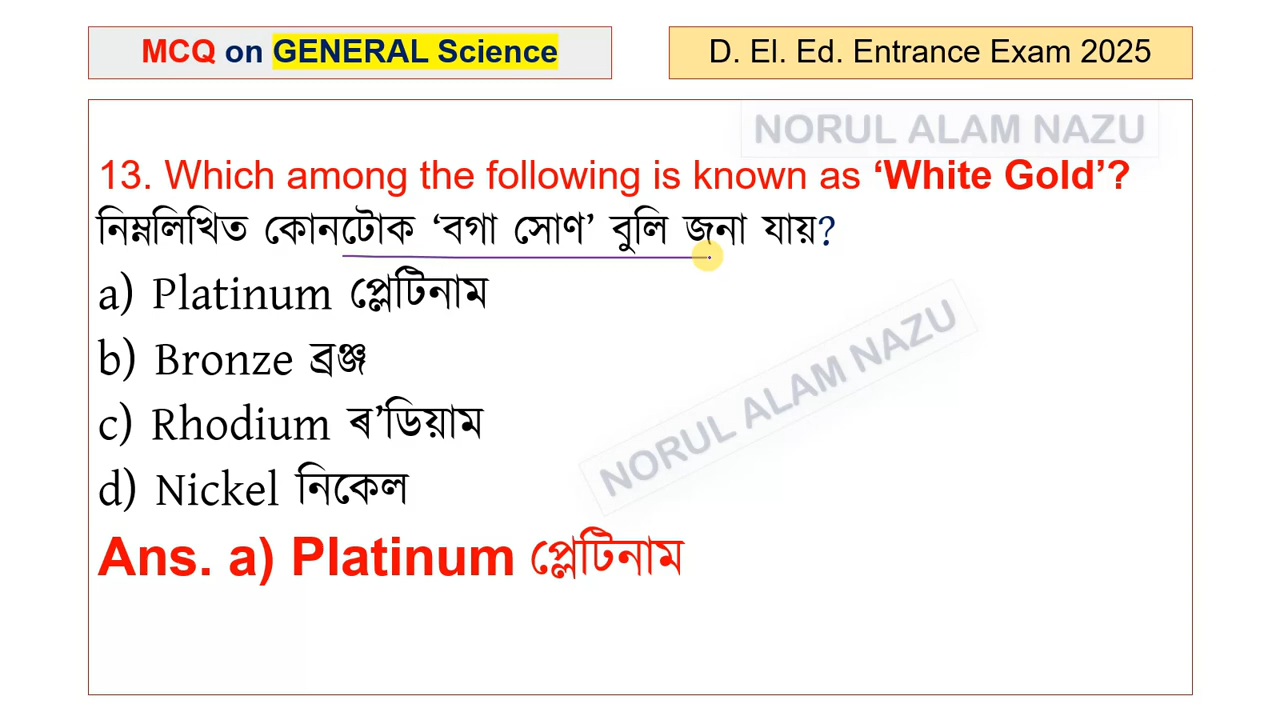 MCQ on GENERAL Science
D. El. Ed. Entrance Exam 2025
NORUL ALAM NAZU
13. Which among the following is known as ‘White Gold’?
নিম্নলিখিত কোনটোক ‘বগা সোণ’ বুলি জনা যায়?
a) Platinum প্লেটিনাম
b) Bronze ব্ৰঞ্জ
c) Rhodium ৰ’ডিয়াম
d) Nickel নিকেল
NORUL ALAM NAZU
Ans. a) Platinum প্লেটিনাম